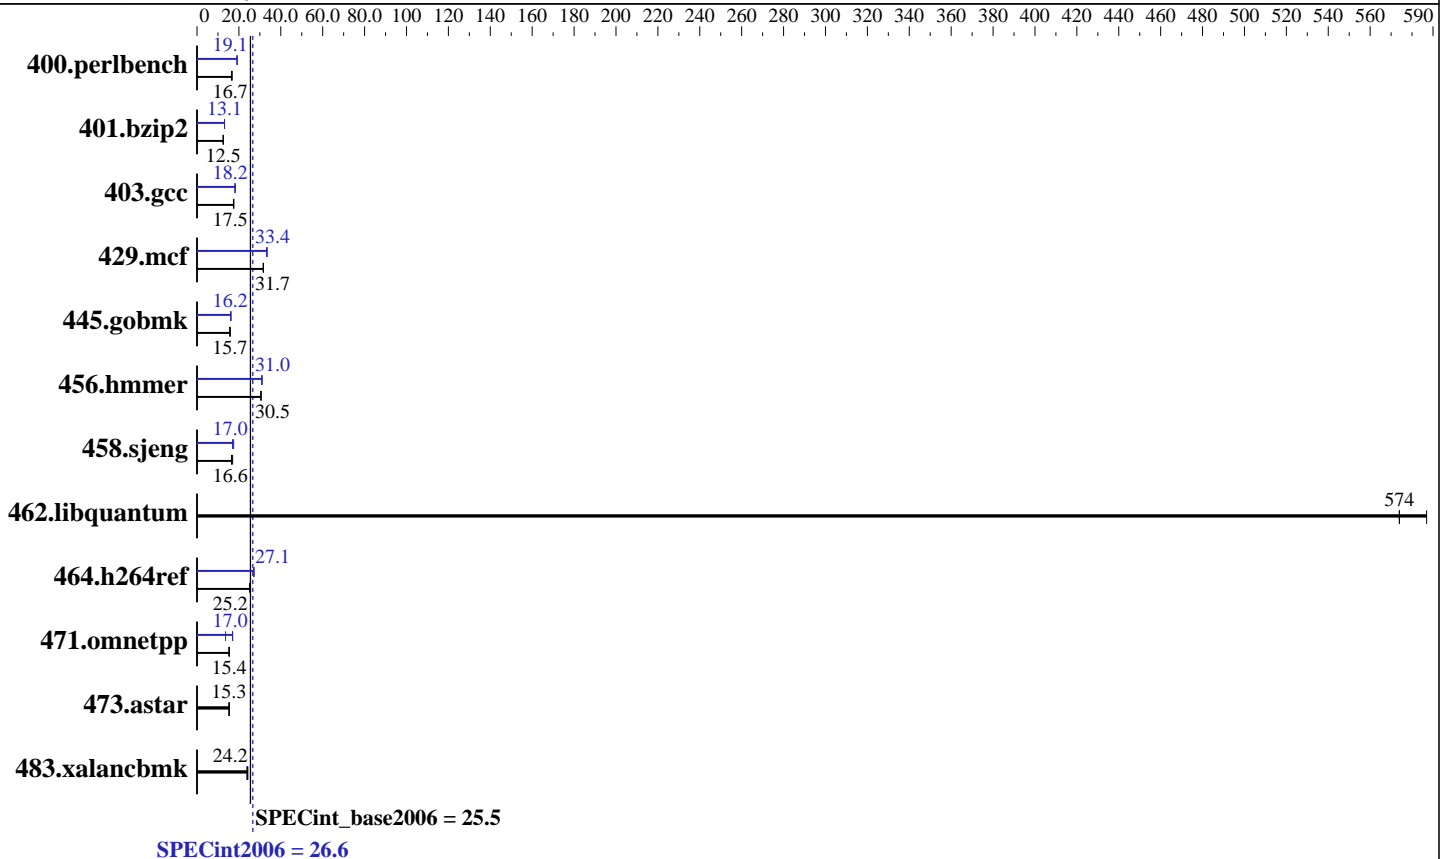 0 20.0 40.0 60.0 80.0 100 120 140 160 180 200 220 240 260 280 300 320 340 360 380 400 420 440 460 480 500 520 540 560 590
19.1
400.perlbench
16.7
13.1
401.bzip2
12.5
18.2
403.gcc
17.5
33.4
429.mcf
31.7
16.2
445.gobmk
15.7
31.0
456.hmmer
30.5
17.0
458.sjeng
16.6
574
462.libquantum
27.1
464.h264ref
25.2
17.0
471.omnetpp
15.4
15.3
473.astar
24.2
483.xalancbmk
SPECint_base2006 = 25.5
SPECint2006 = 26.6